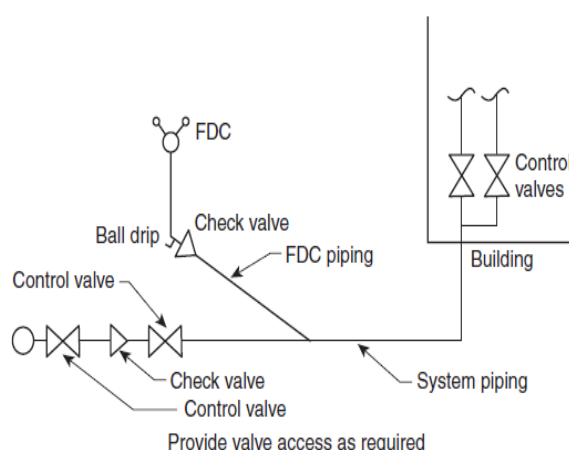 FDC
Control
valves
Check valve
Ball drip
FDC piping
Building
Control valve
System piping
Check valve
Control valve
Provide valve access as required